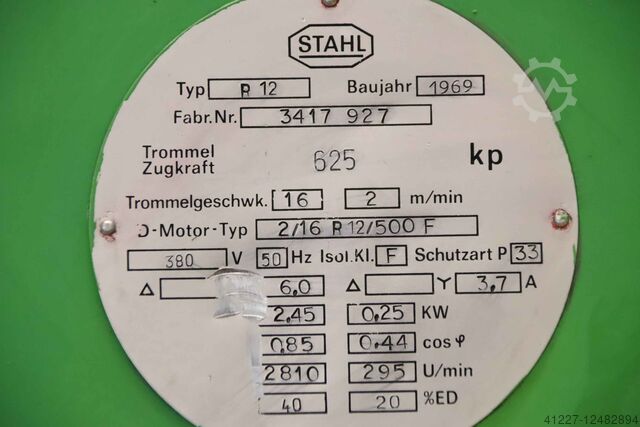 STAHL
Typ R 12 Baujahr 1969
Fabr.Nr. 3417 927
Trommel
Zugkraft 625 kp
Trommelgeschwk. 16 2 m/min
D-Motor-Typ 2/16 R12/500 F
380 V 50 Hz Isol.Kl. F Schutzart P 33
Δ 6,0 Δ Y 3,7 A
2.45 0.25 KW
0.85 0.44 cos φ
2810 295 U/min
40 20 %ED
41227-12482894